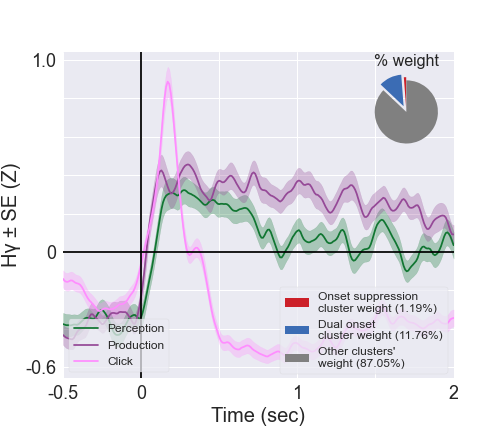 % weight
1.0
0
-0.6
Hγ ± SE (Z)
Perception
Production
Click
Onset suppression
cluster weight (1.19%)
Dual onset
cluster weight (11.76%)
Other clusters'
weight (87.05%)
-0.5 0 1 2
Time (sec)